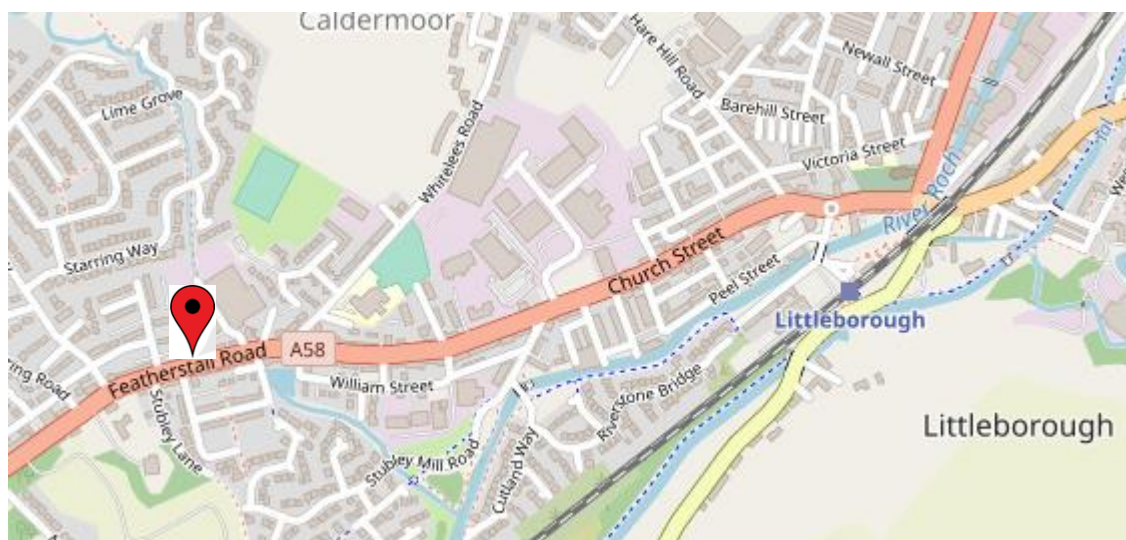 Caldermoor
Hare Hill Road
Newall Street
Lime Grove
Barehill Street
Whitelees Road
Victoria Street
River Roch
Starring Way
Church Street
Peel Street
Littleborough
A58
Featherstall Road
William Street
Riverstone Bridge
Stubley Lane
Littleborough
Stubley Mill Road
Cutland Way